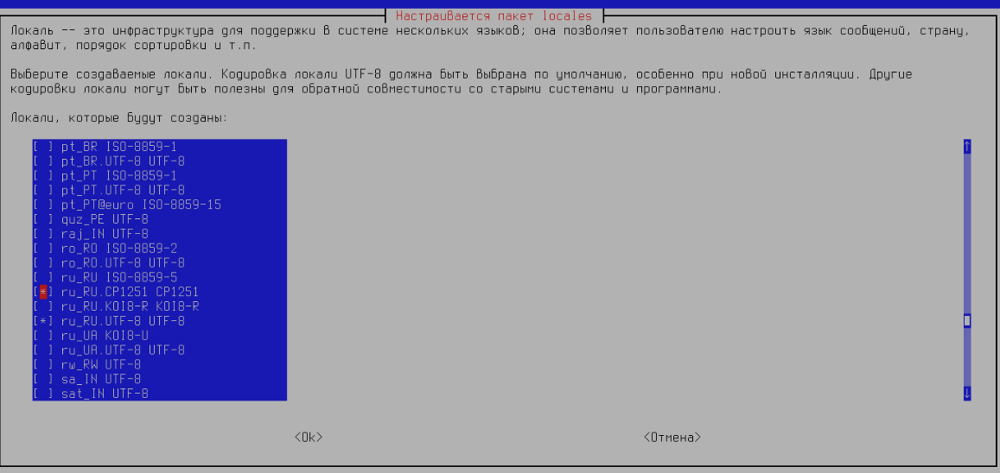 Настраивается пакет locales
Локаль -- это инфраструктура для поддержки в системе нескольких языков; она позволяет пользователю настроить язык сообщений, страну,
алфавит, порядок сортировки и т.п.
Выберите создаваемые локали. Кодировка локали UTF-8 должна быть выбрана по умолчанию, особенно при новой инсталляции. Другие
кодировки локали могут быть полезны для обратной совместимости со старыми системами и программами.
Локали, которые будут созданы:
[ ] pt_BR ISO-8859-1
[ ] pt_BR.UTF-8 UTF-8
[ ] pt_PT ISO-8859-1
[ ] pt_PT.UTF-8 UTF-8
[ ] pt_PT@euro ISO-8859-15
[ ] quz_PE UTF-8
[ ] raj_IN UTF-8
[ ] ro_RO ISO-8859-2
[ ] ro_RO.UTF-8 UTF-8
[ ] ru_RU ISO-8859-5
[*] ru_RU.CP1251 CP1251
[ ] ru_RU.KOI8-R KOI8-R
[*] ru_RU.UTF-8 UTF-8
[ ] ru_UA KOI8-U
[ ] ru_UA.UTF-8 UTF-8
[ ] rw_RW UTF-8
[ ] sa_IN UTF-8
[ ] sat_IN UTF-8
<Ok> <Отмена>